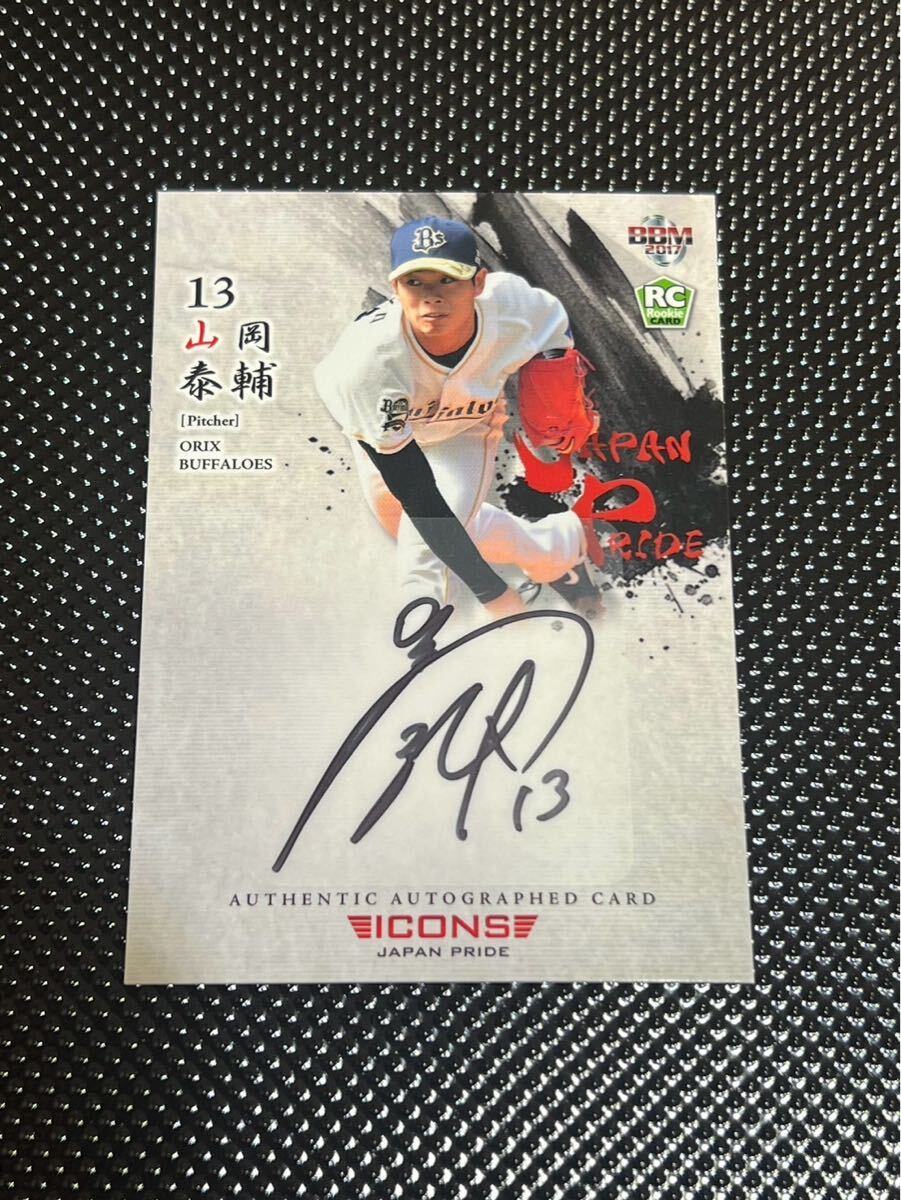 BBM
2017
RC
Rookie
CARD
13
山岡
泰輔
[Pitcher]
ORIX
BUFFALOES
Bs
JAPAN
PRIDE
13
AUTHENTIC AUTOGRAPHED CARD
ICONS
JAPAN PRIDE